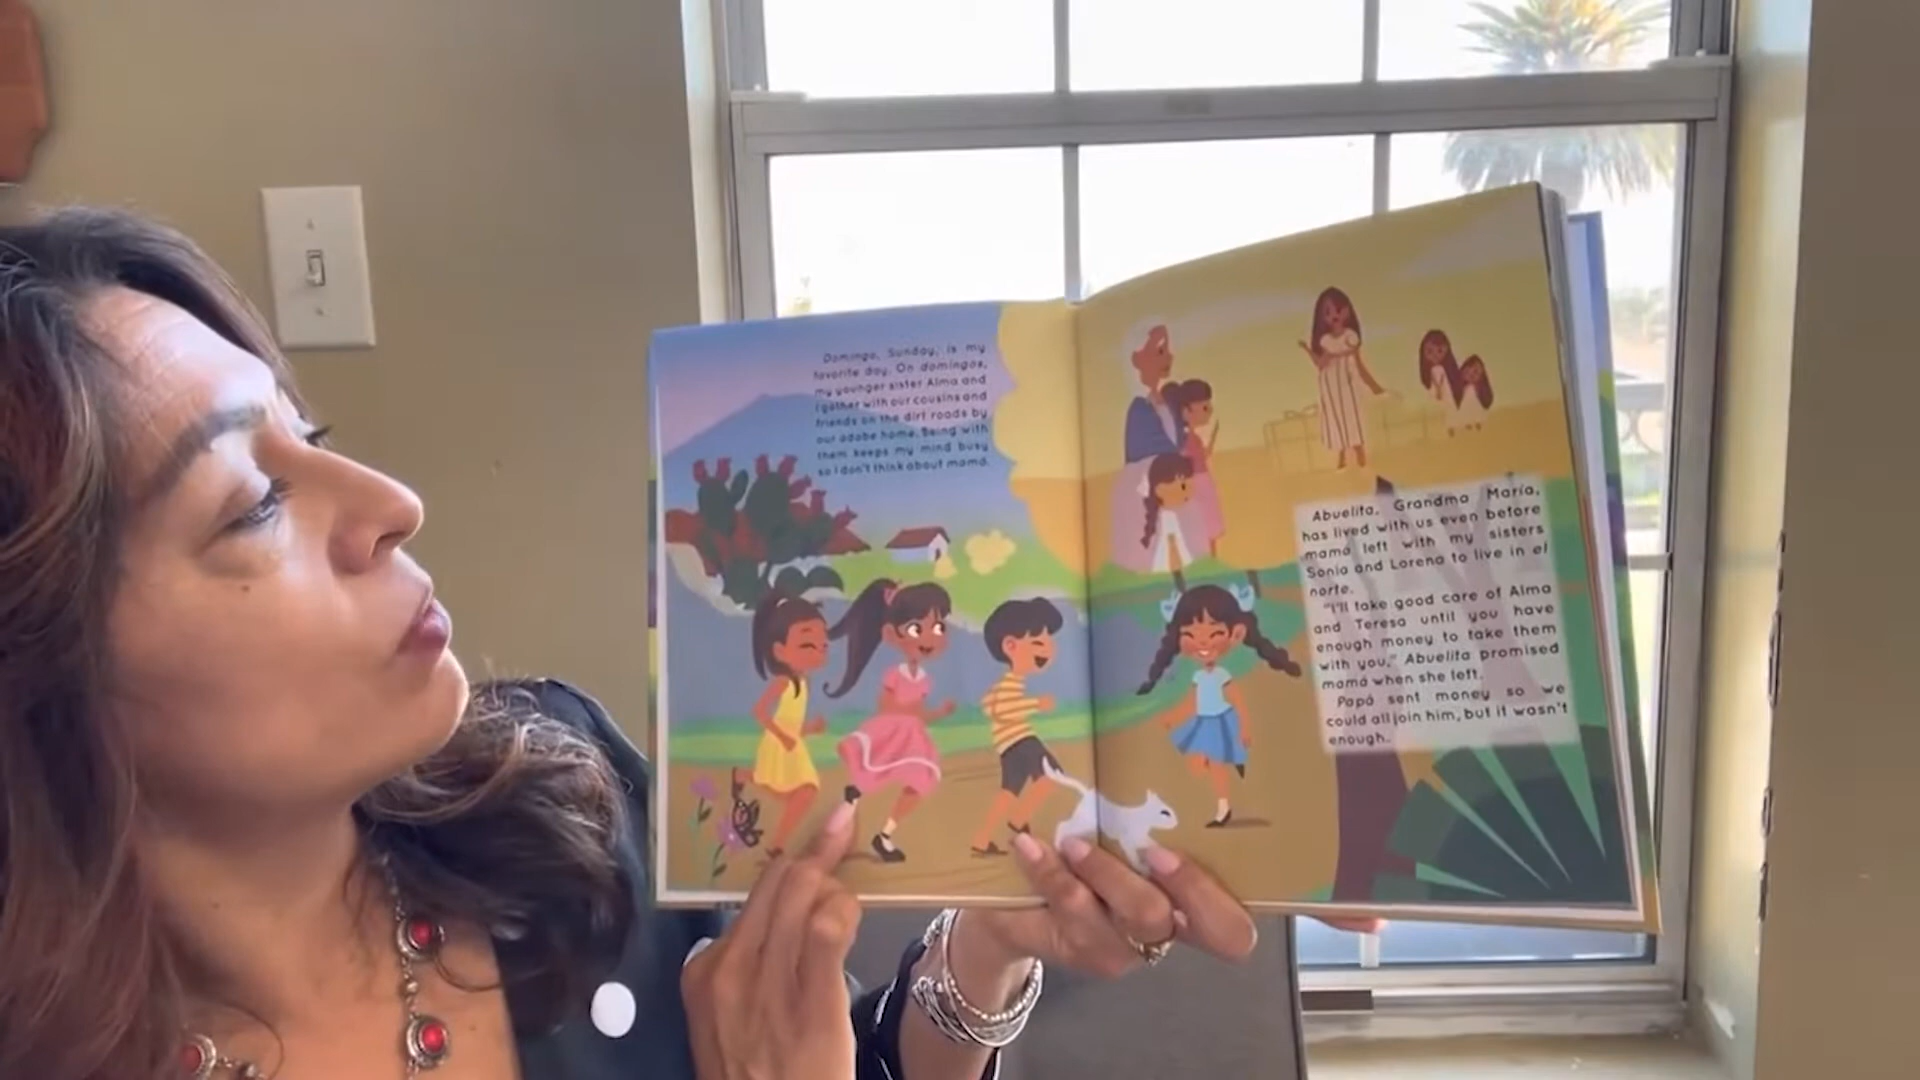 Domingo, Sunday, is my
favorite day. On domingos,
my younger sister Alma and
I gather with our cousins and
friends on the dirt roads by
our adobe home. Being with
them keeps my mind busy
so I don't think about mamá.
Abuelita, Grandma María,
has lived with us even before
mamá left with my sisters
Sonia and Lorena to live in el
norte.
"I'll take good care of Alma
and Teresa until you have
enough money to take them
with you," Abuelita promised
mamá when she left.
Papá sent money so we
could all join him, but it wasn't
enough.